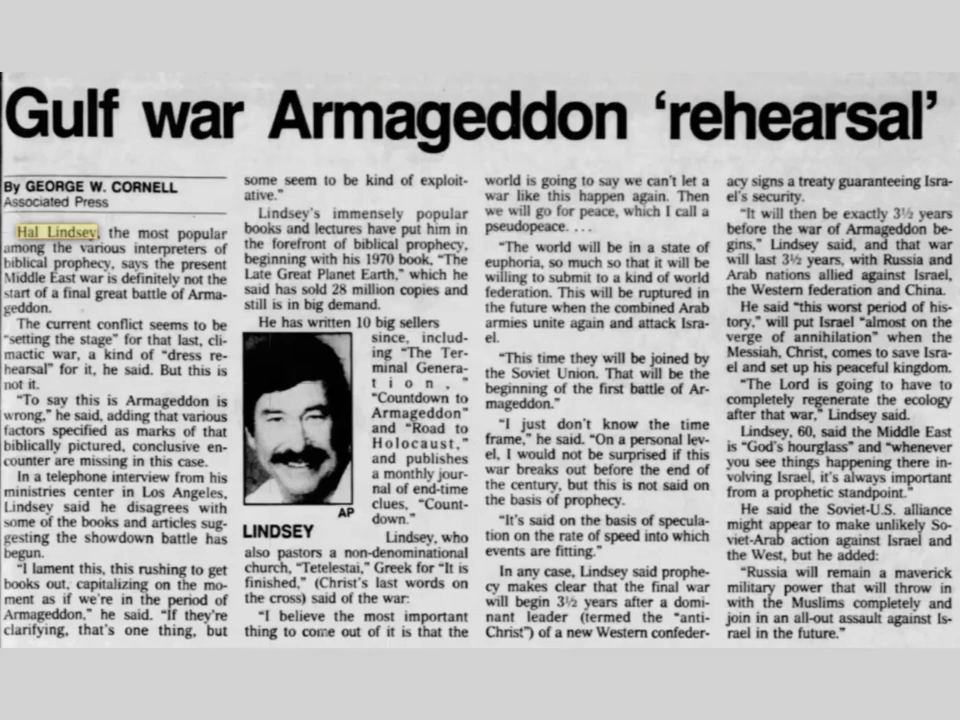 Gulf war Armageddon ‘rehearsal’
By GEORGE W. CORNELL
Associated Press
Hal Lindsey, the most popular
among the various interpreters of
biblical prophecy, says the present
Middle East war is definitely not the
start of a final great battle of Arma-
geddon.
The current conflict seems to be
“setting the stage” for that last, cli-
mactic war, a kind of “dress re-
hearsal” for it, he said. But this is
not it.
“To say this is Armageddon is
wrong,” he said, adding that various
factors specified as marks of that
biblically pictured, conclusive en-
counter are missing in this case.
In a telephone interview from his
ministries center in Los Angeles,
Lindsey said he disagrees with
some of the books and articles sug-
gesting the showdown battle has
begun.
“I lament this, this rushing to get
books out, capitalizing on the mo-
ment as if we’re in the period of
Armageddon,” he said. “If they’re
clarifying, that’s one thing, but
some seem to be kind of exploit-
ative.”
Lindsey’s immensely popular
books and lectures have put him in
the forefront of biblical prophecy,
beginning with his 1970 book, “The
Late Great Planet Earth,” which he
said has sold 28 million copies and
still is in big demand.
He has written 10 big sellers
since, includ-
ing “The Ter-
minal Genera-
tion,”
“Countdown to
Armageddon”
and “Road to
Holocaust,”
and publishes
a monthly jour-
nal of end-time
clues, “Count-
down.”
AP
LINDSEY
Lindsey, who
also pastors a non-denominational
church, “Tetelestai,” Greek for “It is
finished,” (Christ’s last words on
the cross) said of the war:
“I believe the most important
thing to come out of it is that the
world is going to say we can’t let a
war like this happen again. Then
we will go for peace, which I call a
pseudopeace. . . .
“The world will be in a state of
euphoria, so much so that it will be
willing to submit to a kind of world
federation. This will be ruptured in
the future when the combined Arab
armies unite again and attack Isra-
el.
“This time they will be joined by
the Soviet Union. That will be the
beginning of the first battle of Ar-
mageddon.”
“I just don’t know the time
frame,” he said. “On a personal lev-
el, I would not be surprised if this
war breaks out before the end of
the century, but this is not said on
the basis of prophecy.
“It’s said on the basis of specula-
tion on the rate of speed into which
events are fitting.”
In any case, Lindsey said prophe-
cy makes clear that the final war
will begin 3½ years after a domi-
nant leader (termed the “anti-
Christ”) of a new Western confeder-
acy signs a treaty guaranteeing Isra-
el’s security.
“It will then be exactly 3½ years
before the war of Armageddon be-
gins,” Lindsey said, and that war
will last 3½ years, with Russia and
Arab nations allied against Israel,
the Western federation and China.
He said “this worst period of his-
tory,” will put Israel “almost on the
verge of annihilation” when the
Messiah, Christ, comes to save Isra-
el and set up his peaceful kingdom.
“The Lord is going to have to
completely regenerate the ecology
after that war,” Lindsey said.
Lindsey, 60, said the Middle East
is “God’s hourglass” and “whenever
you see things happening there in-
volving Israel, it’s always important
from a prophetic standpoint.”
He said the Soviet-U.S. alliance
might appear to make unlikely So-
viet-Arab action against Israel and
the West, but he added:
“Russia will remain a maverick
military power that will throw in
with the Muslims completely and
join in an all-out assault against Is-
rael in the future.”